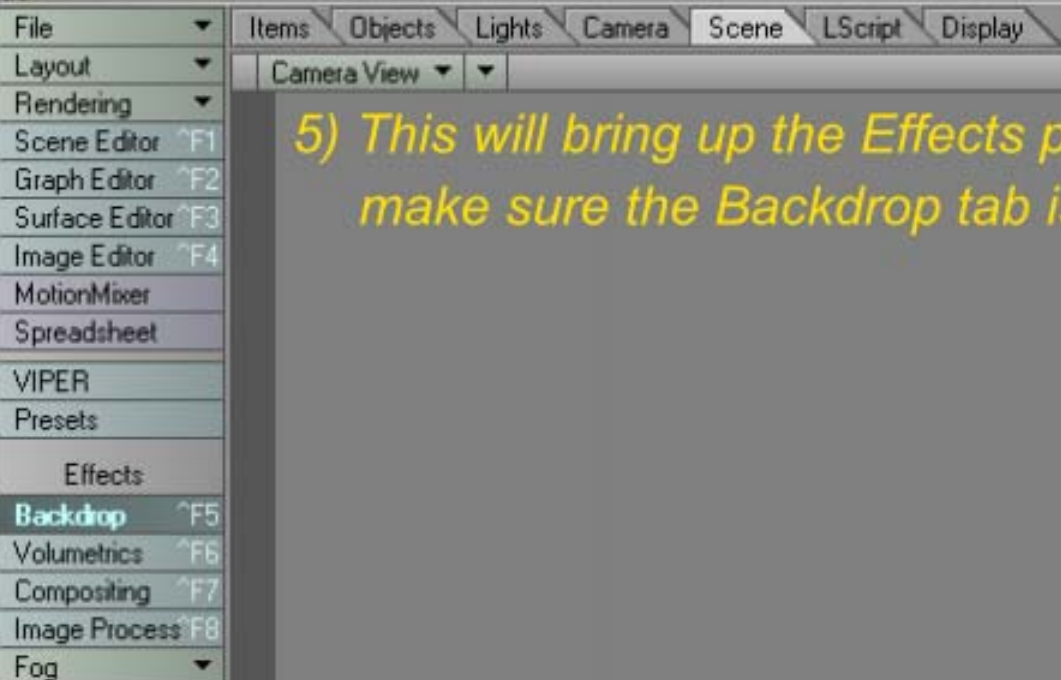 File
Layout
Rendering
Scene Editor ^F1
Graph Editor ^F2
Surface Editor ^F3
Image Editor ^F4
MotionMixer
Spreadsheet
VIPER
Presets
Effects
Backdrop ^F5
Volumetrics ^F6
Compositing ^F7
Image Process ^F8
Fog
Items Objects Lights Camera Scene LScript Display
Camera View
5) This will bring up the Effects p
make sure the Backdrop tab i